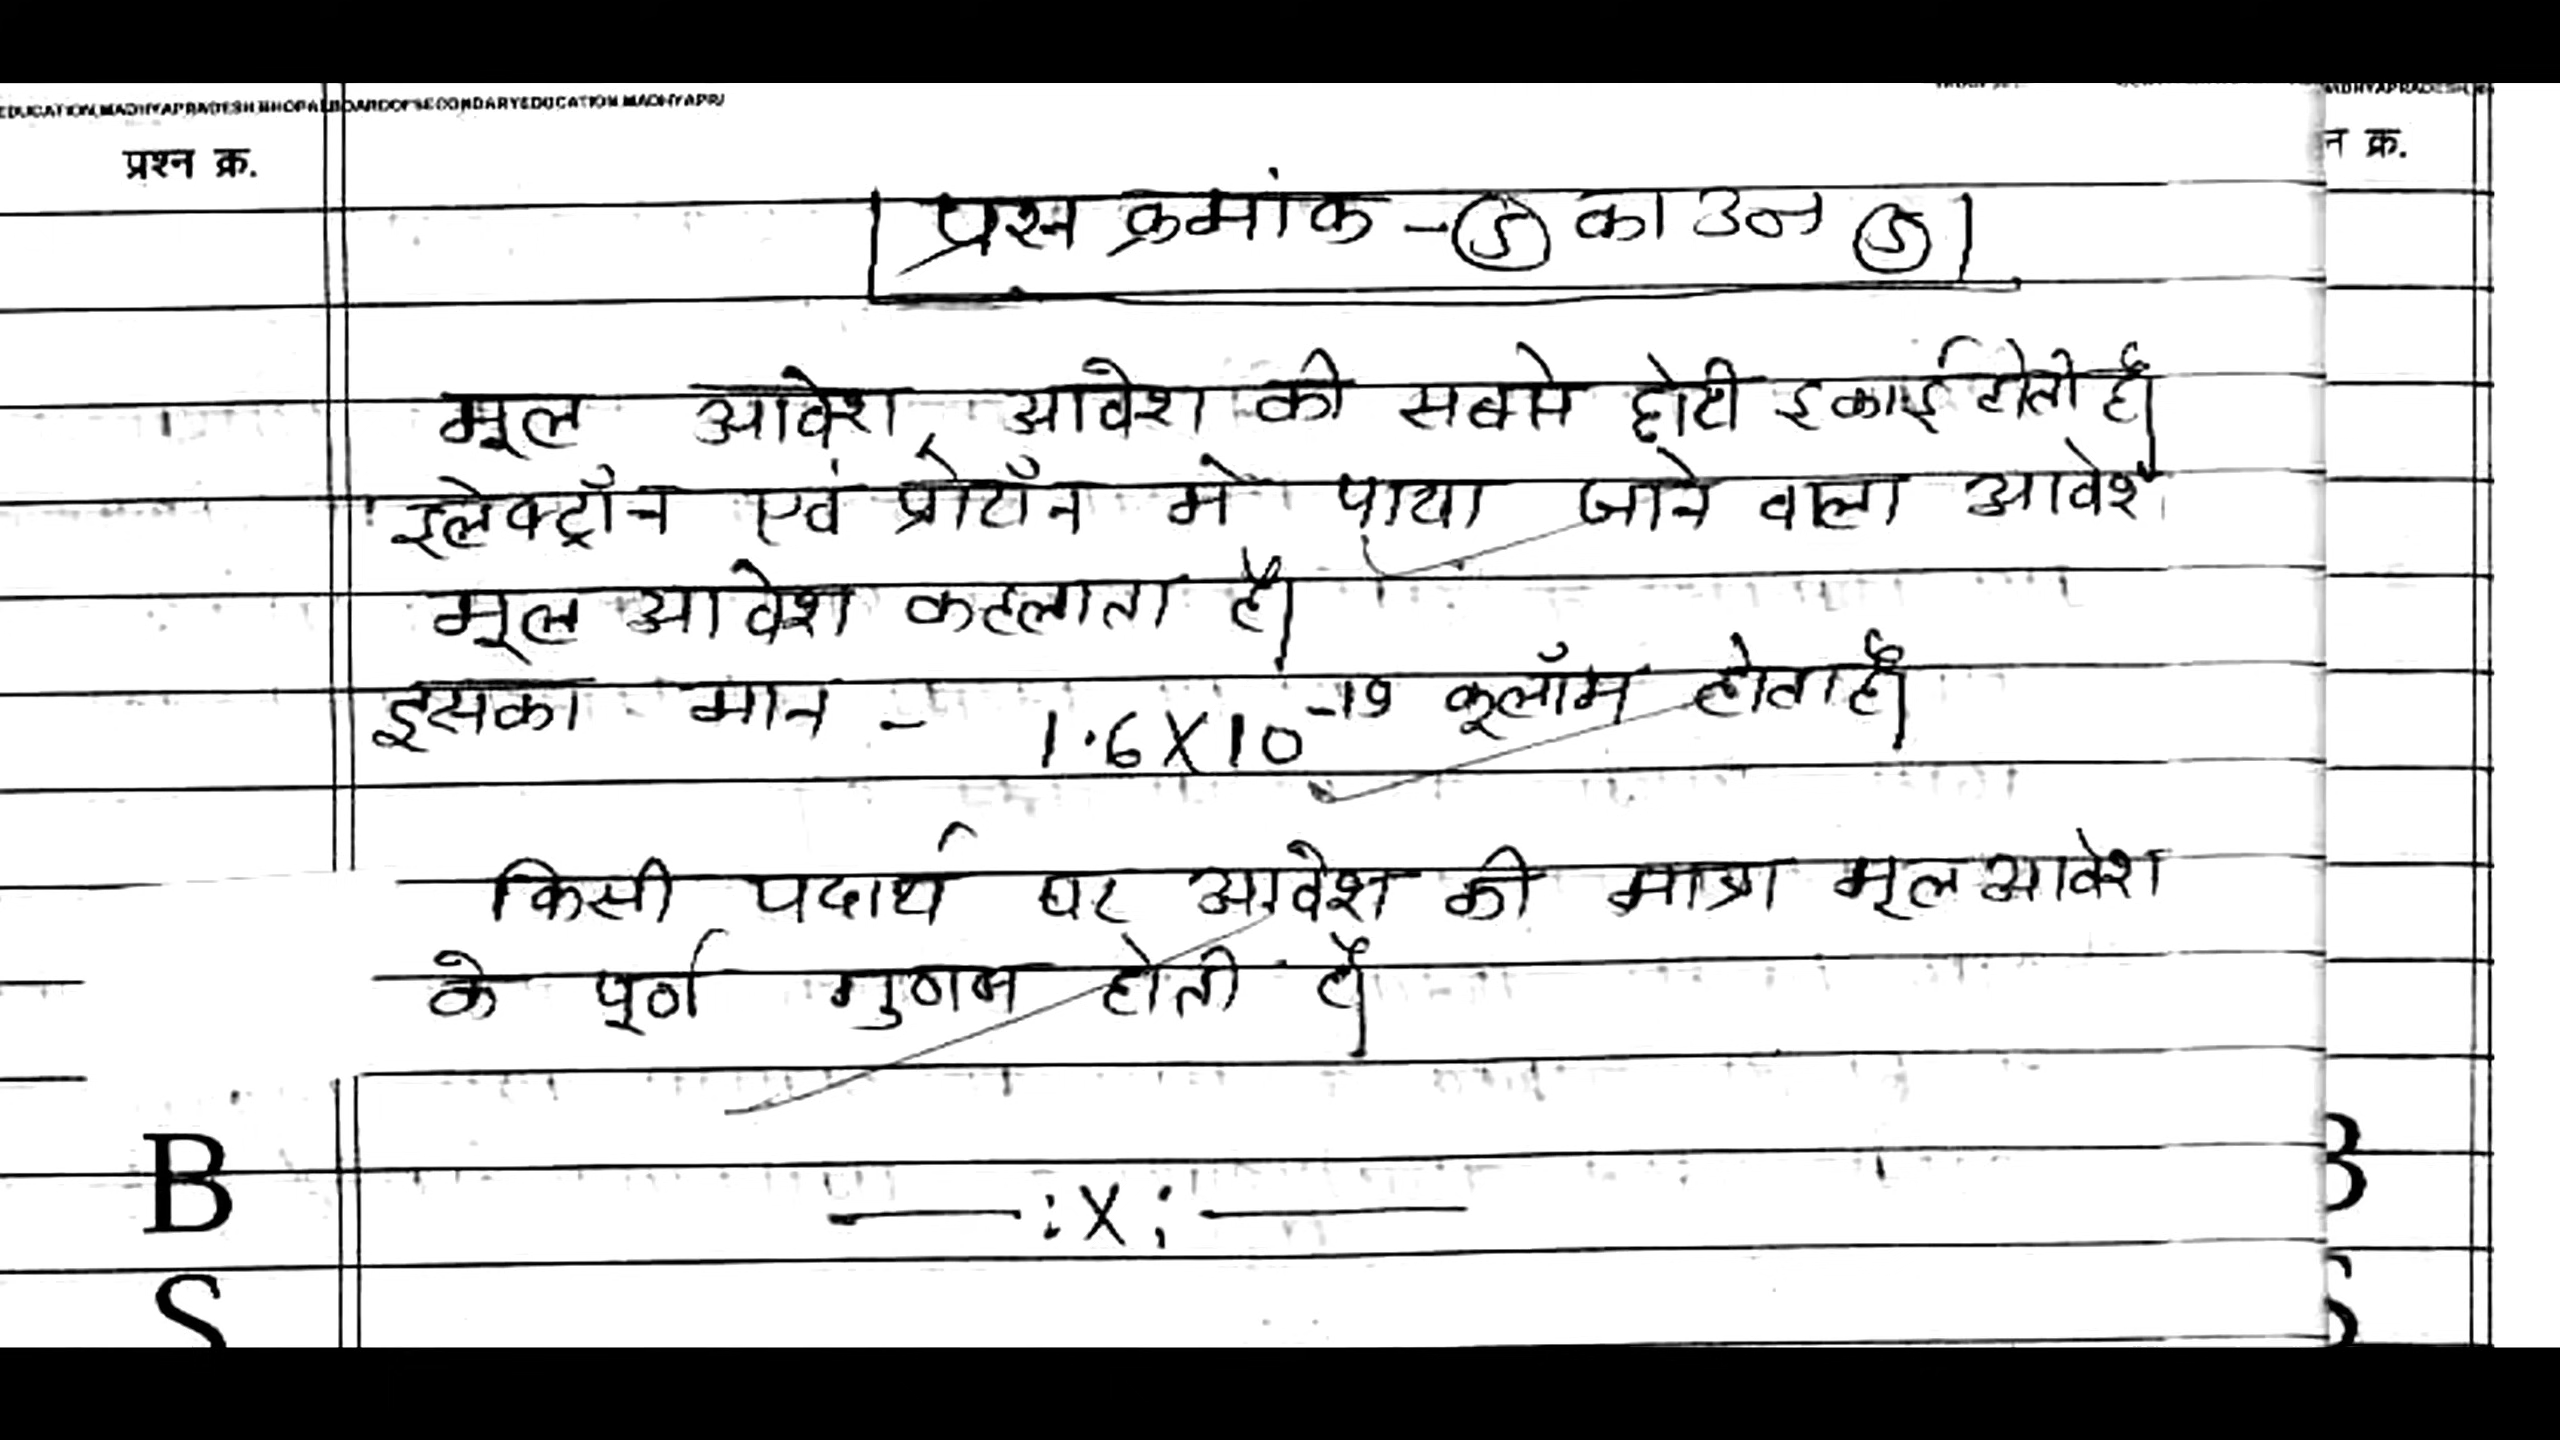 EDUCATION, MADHYAPRADESH BHOPAL BOARD OF SECONDARY EDUCATION MADHYAPRA
प्रश्न क्र.
न क्र.
प्रश्न क्रमांक - ⑤ का उत्तर ⑤
मूल आवेश, आवेश की सबसे छोटी इकाई होती है।
इलेक्ट्रॉन एवं प्रोटॉन में पाया जाने वाला आवेश
मूल आवेश कहलाता है।
इसका मान - 1.6X10⁻¹⁹ कूलॉम होता है।
किसी पदार्थ पर आवेश की मात्रा मूल आवेश
के पूर्ण गुणज होती है।
B
—:X:—
S